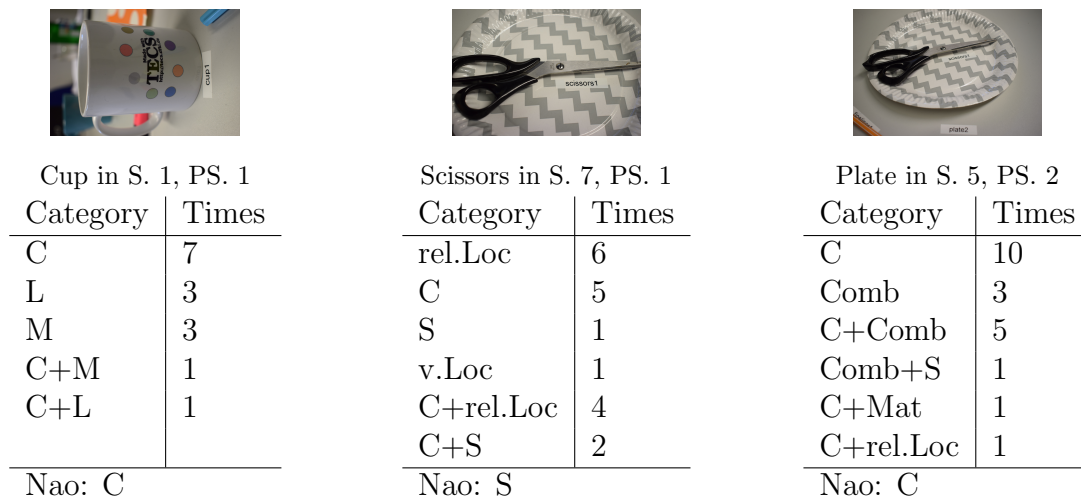 TECS
cup1
scissors1
plate2
Cup in S. 1, PS. 1
Category Times
C 7
L 3
M 3
C+M 1
C+L 1
Nao: C
Scissors in S. 7, PS. 1
Category Times
rel.Loc 6
C 5
S 1
v.Loc 1
C+rel.Loc 4
C+S 2
Nao: S
Plate in S. 5, PS. 2
Category Times
C 10
Comb 3
C+Comb 5
Comb+S 1
C+Mat 1
C+rel.Loc 1
Nao: C